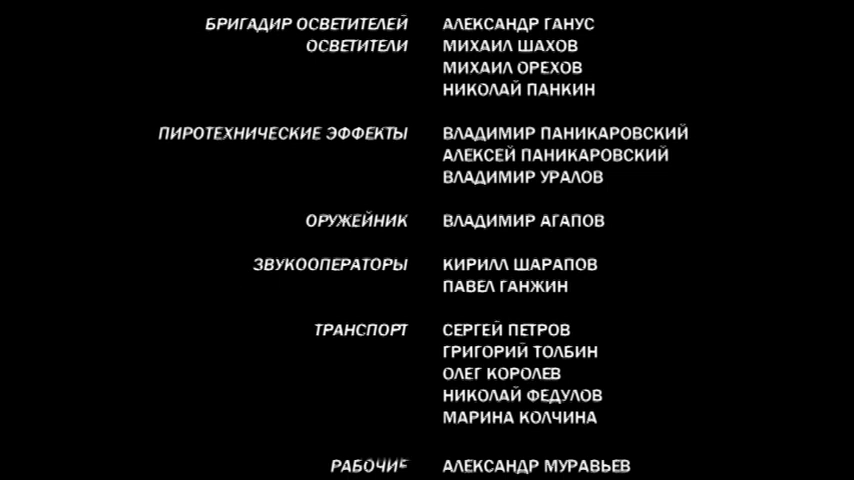 БРИГАДИР ОСВЕТИТЕЛЕЙ АЛЕКСАНДР ГАНУС
ОСВЕТИТЕЛИ МИХАИЛ ШАХОВ
МИХАИЛ ОРЕХОВ
НИКОЛАЙ ПАНКИН
ПИРОТЕХНИЧЕСКИЕ ЭФФЕКТЫ ВЛАДИМИР ПАНИКАРОВСКИЙ
АЛЕКСЕЙ ПАНИКАРОВСКИЙ
ВЛАДИМИР УРАЛОВ
ОРУЖЕЙНИК ВЛАДИМИР АГАПОВ
ЗВУКООПЕРАТОРЫ КИРИЛЛ ШАРАПОВ
ПАВЕЛ ГАНЖИН
ТРАНСПОРТ СЕРГЕЙ ПЕТРОВ
ГРИГОРИЙ ТОЛБИН
ОЛЕГ КОРОЛЕВ
НИКОЛАЙ ФЕДУЛОВ
МАРИНА КОЛЧИНА
РАБОЧИЕ АЛЕКСАНДР МУРАВЬЕВ